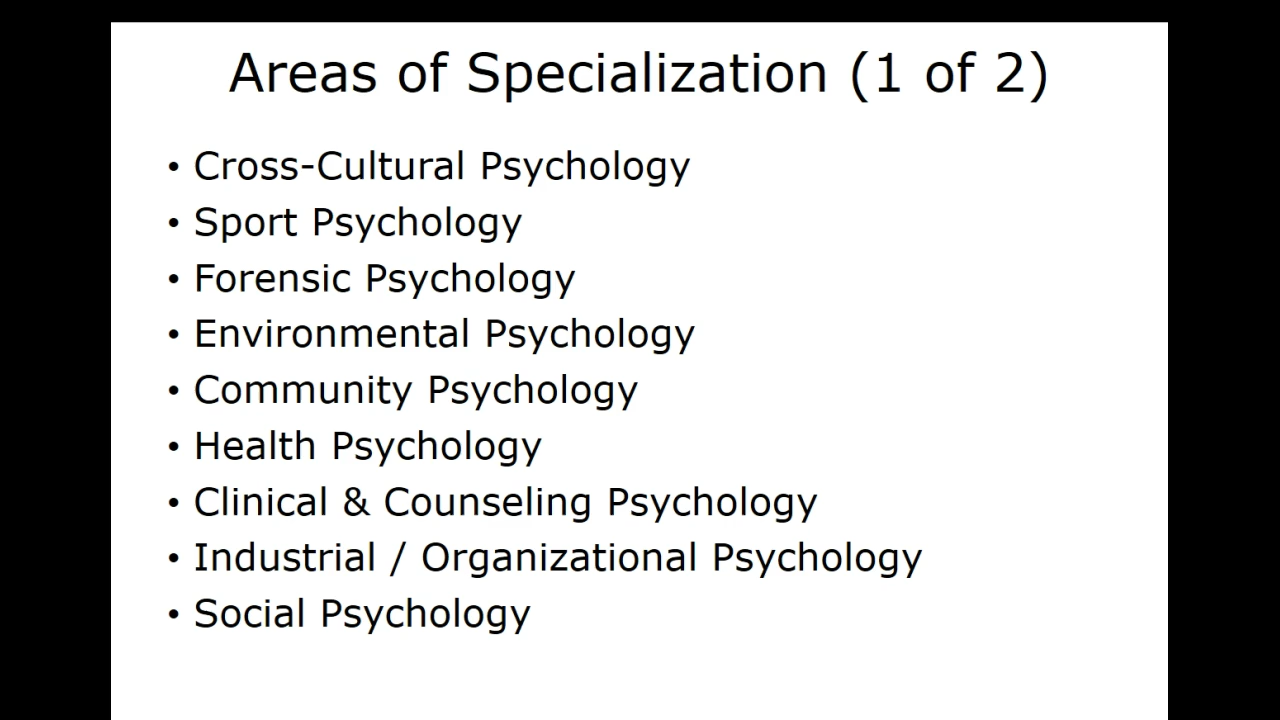 Areas of Specialization (1 of 2)
• Cross-Cultural Psychology
• Sport Psychology
• Forensic Psychology
• Environmental Psychology
• Community Psychology
• Health Psychology
• Clinical & Counseling Psychology
• Industrial / Organizational Psychology
• Social Psychology